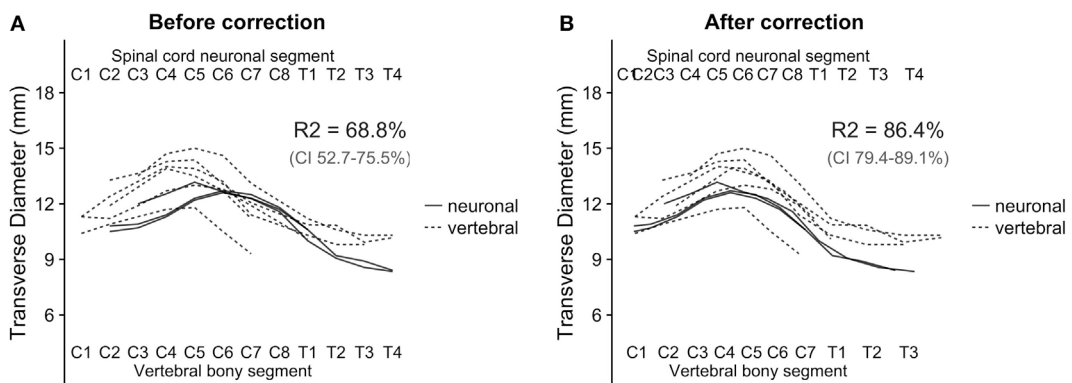 A
Before correction
Spinal cord neuronal segment
C1 C2 C3 C4 C5 C6 C7 C8 T1 T2 T3 T4
18
15
12
9
6
Transverse Diameter (mm)
R2 = 68.8%
(CI 52.7-75.5%)
neuronal
vertebral
C1 C2 C3 C4 C5 C6 C7 C8 T1 T2 T3 T4
Vertebral bony segment
B
After correction
Spinal cord neuronal segment
C1 C2 C3 C4 C5 C6 C7 C8 T1 T2 T3 T4
18
15
12
9
6
Transverse Diameter (mm)
R2 = 86.4%
(CI 79.4-89.1%)
neuronal
vertebral
C1 C2 C3 C4 C5 C6 C7 T1 T2 T3
Vertebral bony segment